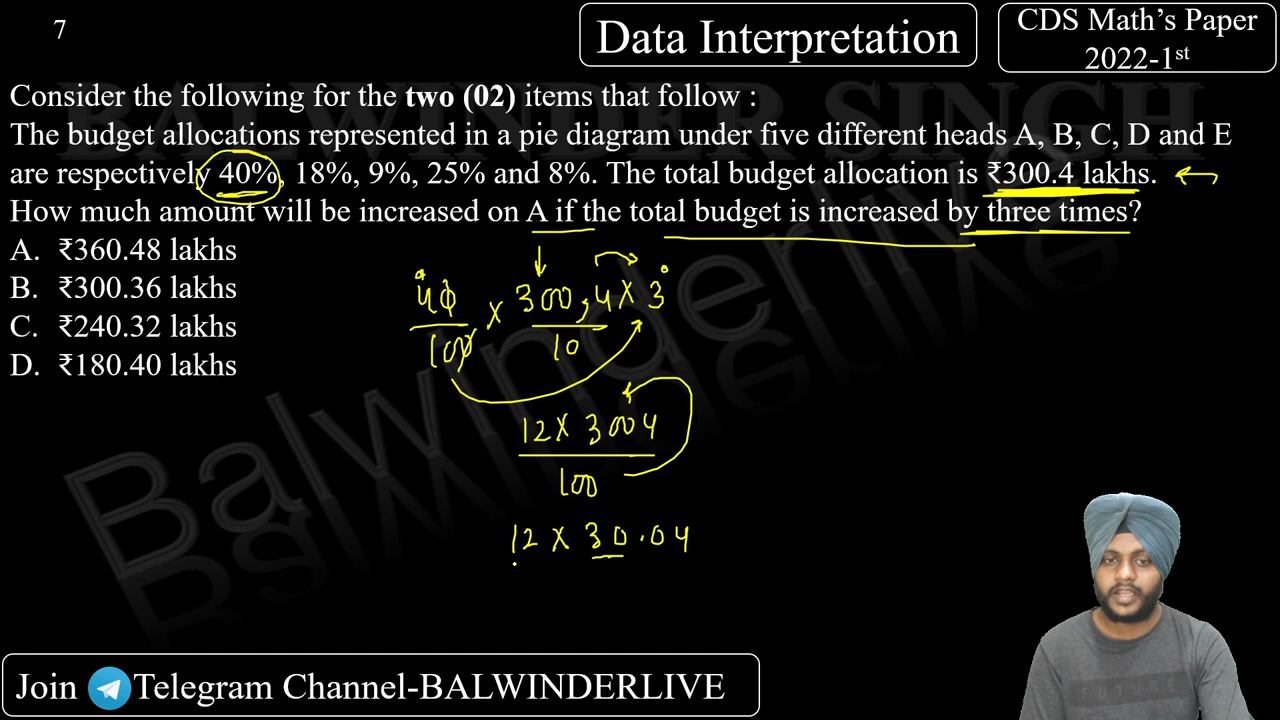 7
Data Interpretation
CDS Math's Paper
2022-1st
Consider the following for the two (02) items that follow :
The budget allocations represented in a pie diagram under five different heads A, B, C, D and E
are respectively 40%, 18%, 9%, 25% and 8%. The total budget allocation is ₹300.4 lakhs.
How much amount will be increased on A if the total budget is increased by three times?
A. ₹360.48 lakhs
B. ₹300.36 lakhs
C. ₹240.32 lakhs
D. ₹180.40 lakhs
40 × 300,4 × 3
100 10
12 × 3004
100
12 × 30.04
BALWINDER SINGH
Balwinderlive
FUTURE
Join Telegram Channel-BALWINDERLIVE